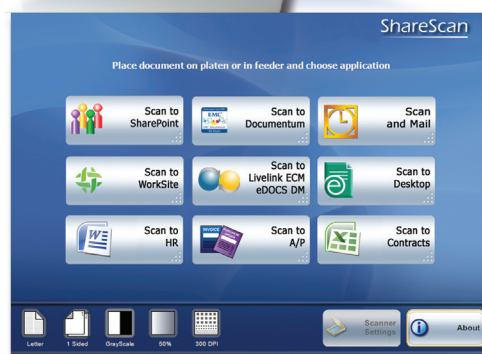 ShareScan
Place document on platen or in feeder and choose application
Scan to
SharePoint
EMC²
Scan to
Documentum
Scan
and Mail
Scan to
WorkSite
Scan to
Livelink ECM
eDOCS DM
Scan to
Desktop
Scan to
HR
INVOICE
Scan to
A/P
Scan to
Contracts
Letter
1 Sided
GrayScale
50%
300 DPI
Scanner
Settings
About